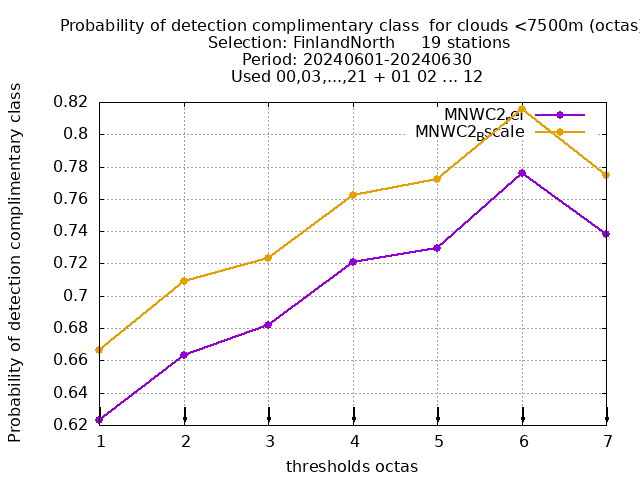 Probability of detection complimentary class  for clouds <7500m (octas)
Selection: FinlandNorth     19 stations
Period: 20240601-20240630
Used 00,03,...,21 + 01 02 ... 12
Probability of detection complimentary class
0.82
0.8
0.78
0.76
0.74
0.72
0.7
0.68
0.66
0.64
0.62
1 2 3 4 5 6 7
thresholds octas
MNWC2
MNWC2Bscale